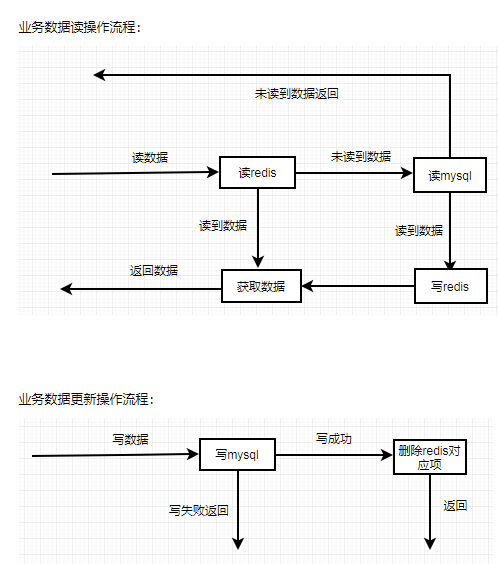 业务数据读操作流程：
未读到数据返回
读数据
读redis
未读到数据
读mysql
读到数据
读到数据
返回数据
获取数据
写redis
业务数据更新操作流程：
写数据
写mysql
写成功
删除redis对
应项
写失败返回
返回